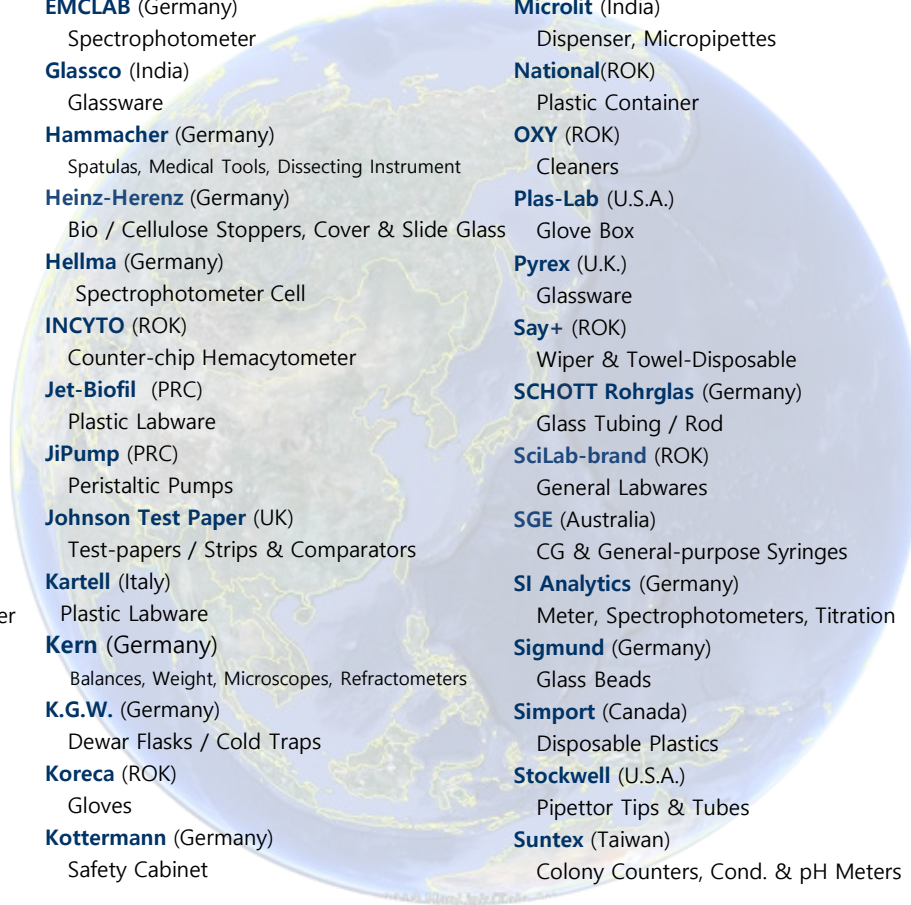 EMCLAB (Germany)
Spectrophotometer
Glassco (India)
Glassware
Hammacher (Germany)
Spatulas, Medical Tools, Dissecting Instrument
Heinz-Herenz (Germany)
Bio / Cellulose Stoppers, Cover & Slide Glass
Hellma (Germany)
Spectrophotometer Cell
INCYTO (ROK)
Counter-chip Hemacytometer
Jet-Biofil (PRC)
Plastic Labware
JiPump (PRC)
Peristaltic Pumps
Johnson Test Paper (UK)
Test-papers / Strips & Comparators
Kartell (Italy)
er
Plastic Labware
Kern (Germany)
Balances, Weight, Microscopes, Refractometers
K.G.W. (Germany)
Dewar Flasks / Cold Traps
Koreca (ROK)
Gloves
Kottermann (Germany)
Safety Cabinet
Microlit (India)
Dispenser, Micropipettes
National(ROK)
Plastic Container
OXY (ROK)
Cleaners
Plas-Lab (U.S.A.)
Glove Box
Pyrex (U.K.)
Glassware
Say+ (ROK)
Wiper & Towel-Disposable
SCHOTT Rohrglas (Germany)
Glass Tubing / Rod
SciLab-brand (ROK)
General Labwares
SGE (Australia)
CG & General-purpose Syringes
SI Analytics (Germany)
Meter, Spectrophotometers, Titration
Sigmund (Germany)
Glass Beads
Simport (Canada)
Disposable Plastics
Stockwell (U.S.A.)
Pipettor Tips & Tubes
Suntex (Taiwan)
Colony Counters, Cond. & pH Meters